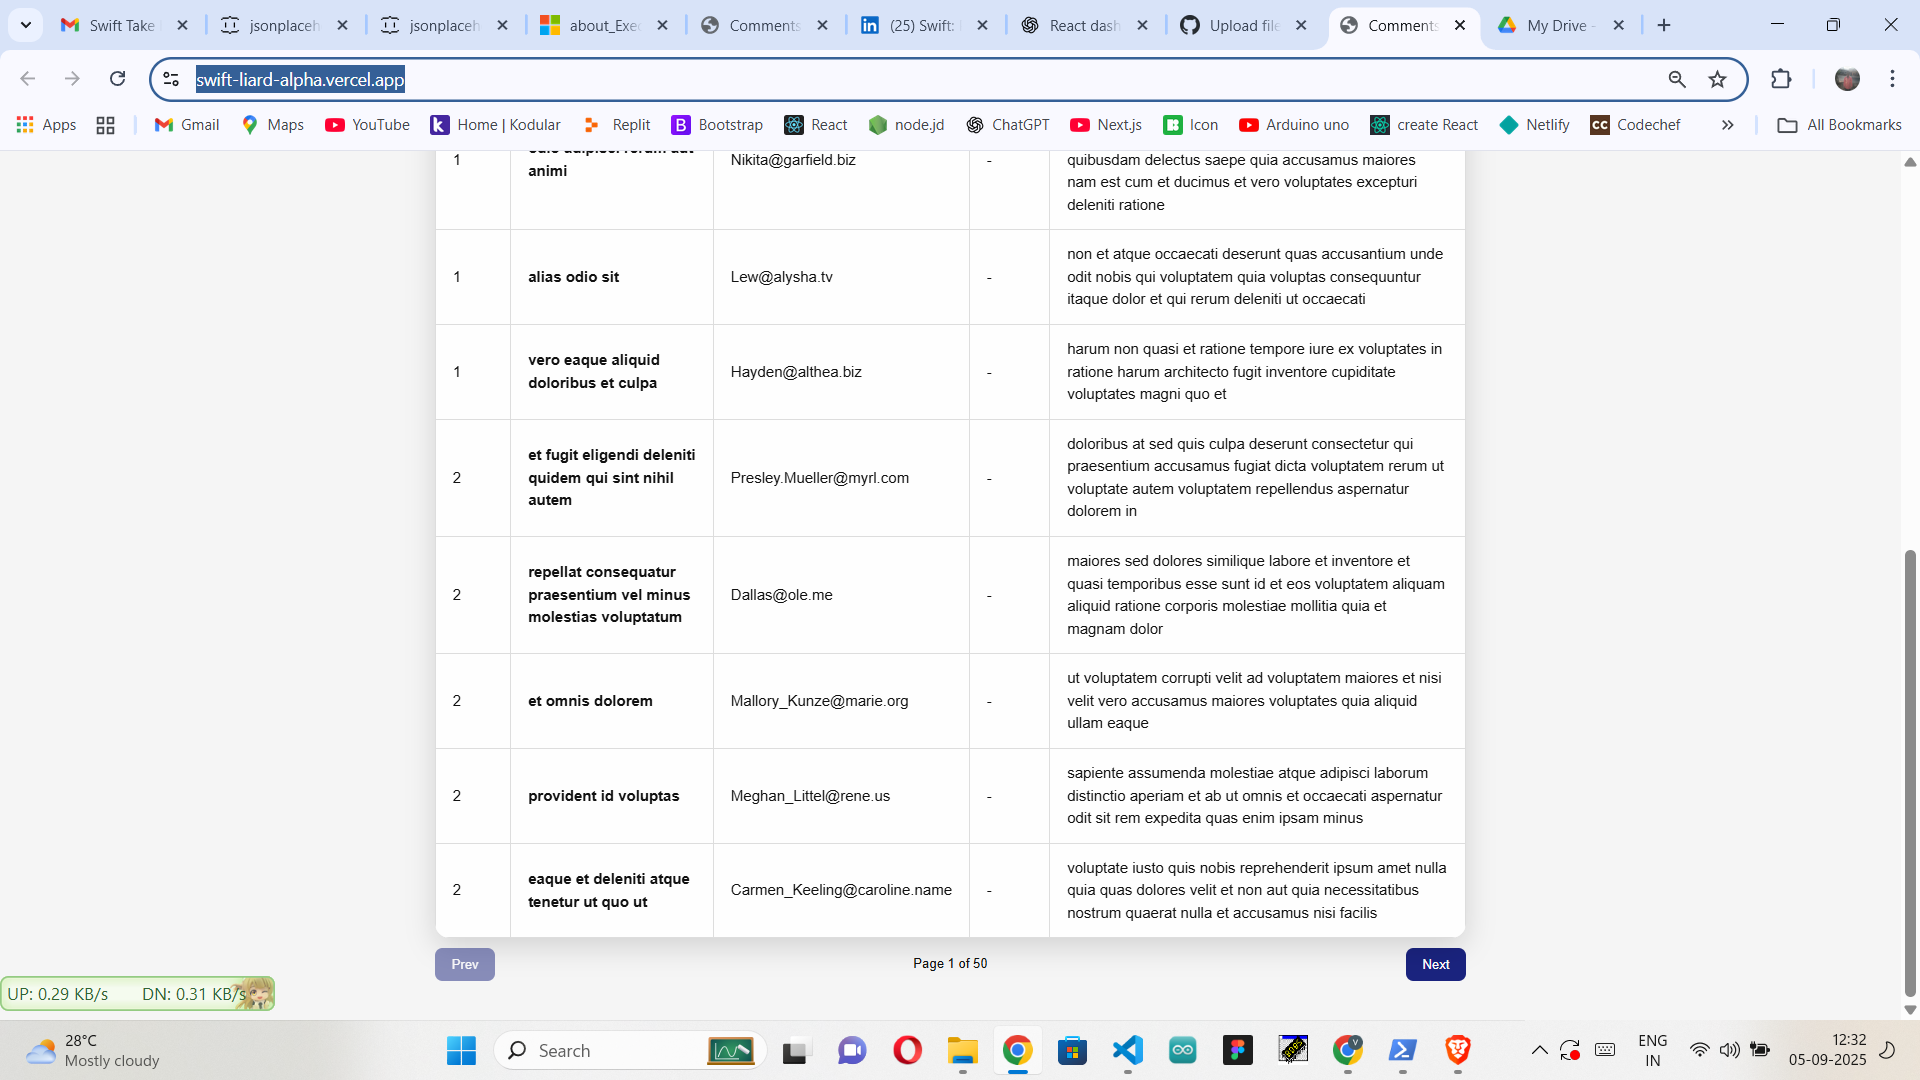 Swift Take
jsonplaceh
jsonplaceh
about_Exec
Comments
(25) Swift:
React dash
Upload file
Comments
My Drive -
swift-liard-alpha.vercel.app
Apps
Gmail
Maps
YouTube
Home | Kodular
Replit
Bootstrap
React
node.jd
ChatGPT
Next.js
Icon
Arduino uno
create React
Netlify
Codechef
All Bookmarks
1
odio adipisci rerum aut
animi
Nikita@garfield.biz
-
quibusdam delectus saepe quia accusamus maiores
nam est cum et ducimus et vero voluptates excepturi
deleniti ratione
1
alias odio sit
Lew@alysha.tv
-
non et atque occaecati deserunt quas accusantium unde
odit nobis qui voluptatem quia voluptas consequuntur
itaque dolor et qui rerum deleniti ut occaecati
1
vero eaque aliquid
doloribus et culpa
Hayden@althea.biz
-
harum non quasi et ratione tempore iure ex voluptates in
ratione harum architecto fugit inventore cupiditate
voluptates magni quo et
2
et fugit eligendi deleniti
quidem qui sint nihil
autem
Presley.Mueller@myrl.com
-
doloribus at sed quis culpa deserunt consectetur qui
praesentium accusamus fugiat dicta voluptatem rerum ut
voluptate autem voluptatem repellendus aspernatur
dolorem in
2
repellat consequatur
praesentium vel minus
molestias voluptatum
Dallas@ole.me
-
maiores sed dolores similique labore et inventore et
quasi temporibus esse sunt id et eos voluptatem aliquam
aliquid ratione corporis molestiae mollitia quia et
magnam dolor
2
et omnis dolorem
Mallory_Kunze@marie.org
-
ut voluptatem corrupti velit ad voluptatem maiores et nisi
velit vero accusamus maiores voluptates quia aliquid
ullam eaque
2
provident id voluptas
Meghan_Littel@rene.us
-
sapiente assumenda molestiae atque adipisci laborum
distinctio aperiam et ab ut omnis et occaecati aspernatur
odit sit rem expedita quas enim ipsam minus
2
eaque et deleniti atque
tenetur ut quo ut
Carmen_Keeling@caroline.name
-
voluptate iusto quis nobis reprehenderit ipsum amet nulla
quia quas dolores velit et non aut quia necessitatibus
nostrum quaerat nulla et accusamus nisi facilis
Prev
Page 1 of 50
Next
UP: 0.29 KB/s DN: 0.31 KB/s
28°C
Mostly cloudy
Search
ENG
IN
12:32
05-09-2025